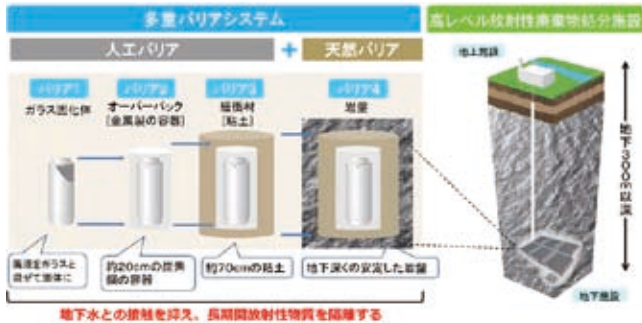 多重バリアシステム
高レベル放射性廃棄物処分施設
人工バリア
+
天然バリア
バリア1
ガラス固化体
バリア2
オーバーパック
[金属製の容器]
バリア3
緩衝材
[粘土]
バリア4
岩盤
地上施設
地下300m以深
地下施設
廃液をガラスと
混ぜて固体に
約20cmの炭素
鋼の容器
約70cmの粘土
地下深くの安定した岩盤
地下水との接触を抑え、長期間放射性物質を隔離する